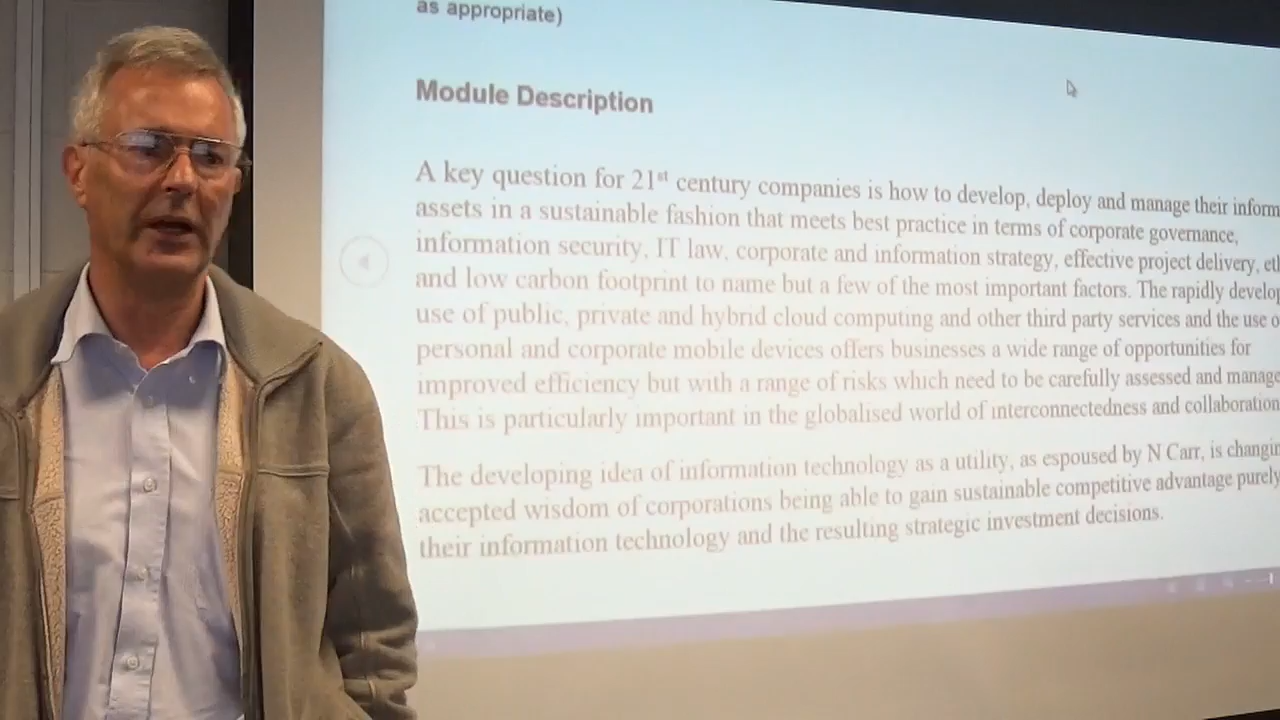 as appropriate)
Module Description
A key question for 21st century companies is how to develop, deploy and manage their inform
assets in a sustainable fashion that meets best practice in terms of corporate governance,
information security, IT law, corporate and information strategy, effective project delivery, eth
and low carbon footprint to name but a few of the most important factors. The rapidly develop
use of public, private and hybrid cloud computing and other third party services and the use o
personal and corporate mobile devices offers businesses a wide range of opportunities for
improved efficiency but with a range of risks which need to be carefully assessed and manage
This is particularly important in the globalised world of interconnectedness and collaboration
The developing idea of information technology as a utility, as espoused by N Carr, is changin
accepted wisdom of corporations being able to gain sustainable competitive advantage purely
their information technology and the resulting strategic investment decisions.